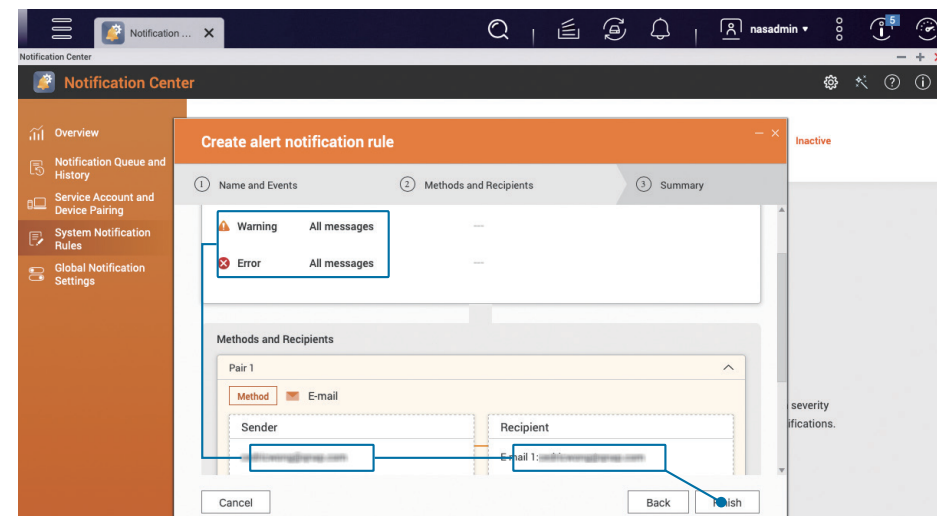 Notification ...
nasadmin
5
Notification Center
Notification Center
Overview
Notification Queue and
History
Service Account and
Device Pairing
System Notification
Rules
Global Notification
Settings
Inactive
Create alert notification rule
1 Name and Events
2 Methods and Recipients
3 Summary
Warning All messages ---
Error All messages ---
Methods and Recipients
Pair 1
Method E-mail
Sender
Recipient
E-mail 1:
severity
ifications.
Cancel
Back
Finish